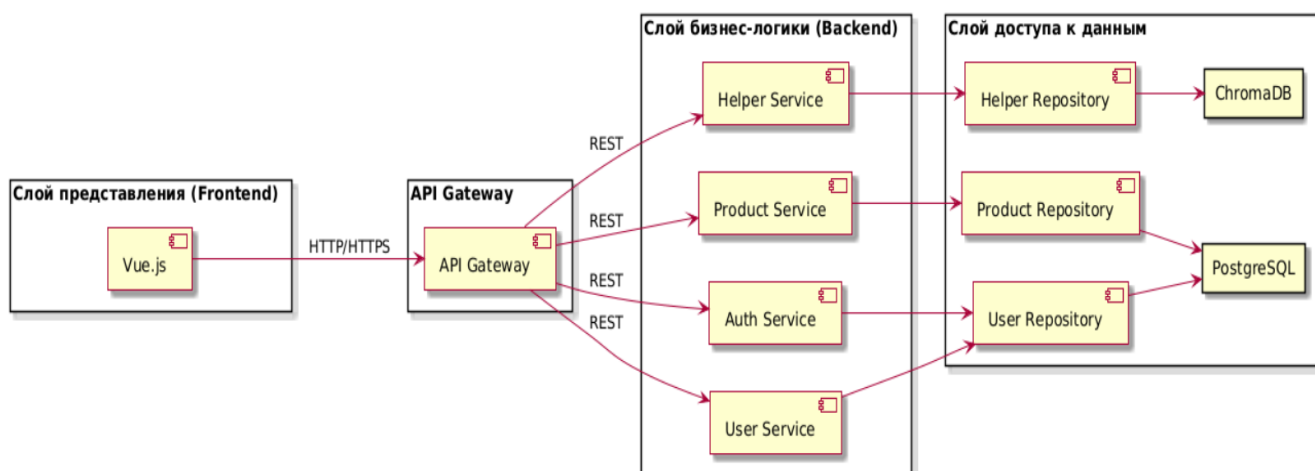 Слой представления (Frontend)
Vue.js
HTTP/HTTPS
API Gateway
API Gateway
REST
REST
REST
REST
Слой бизнес-логики (Backend)
Helper Service
Product Service
Auth Service
User Service
Слой доступа к данным
Helper Repository
Product Repository
User Repository
ChromaDB
PostgreSQL